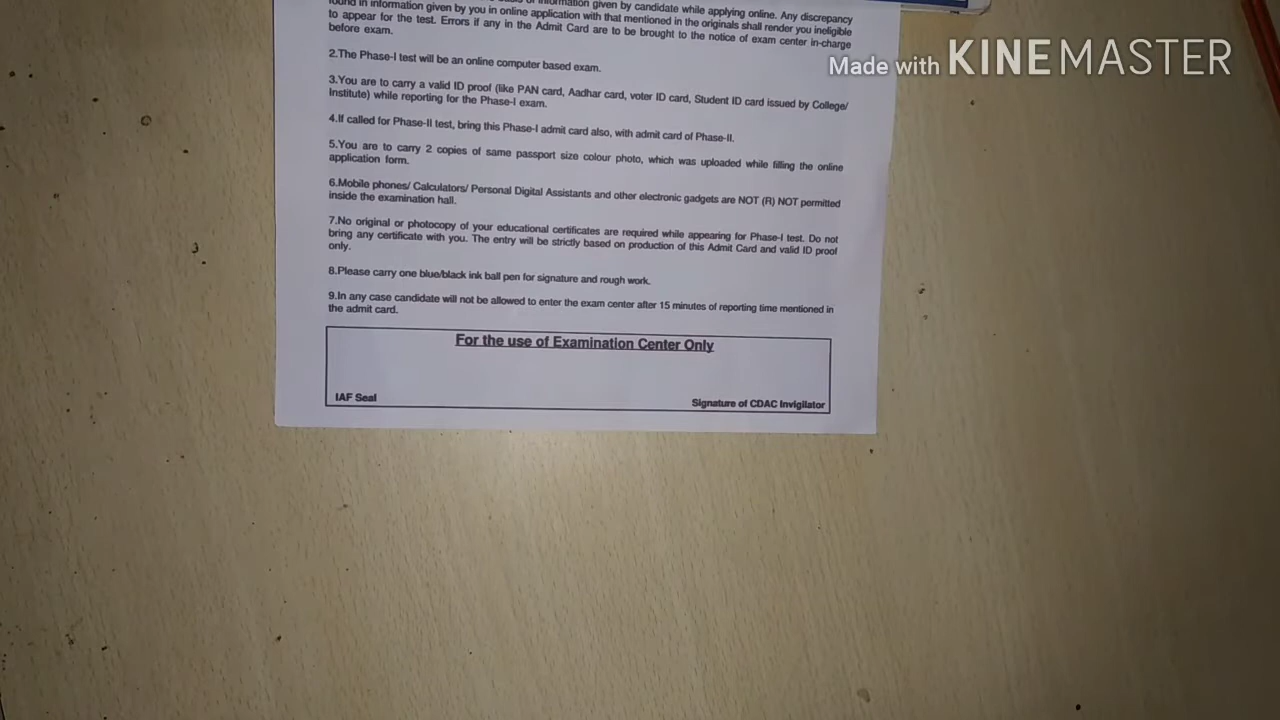 information given by candidate while applying online. Any discrepancy
found in information given by you in online application with that mentioned in the originals shall render you ineligible
to appear for the test. Errors if any in the Admit Card are to be brought to the notice of exam center in-charge
before exam.
2.The Phase-I test will be an online computer based exam.
3.You are to carry a valid ID proof (like PAN card, Aadhar card, voter ID card, Student ID card issued by College/
Institute) while reporting for the Phase-I exam.
4.If called for Phase-II test, bring this Phase-I admit card also, with admit card of Phase-II.
5.You are to carry 2 copies of same passport size colour photo, which was uploaded while filling the online
application form.
6.Mobile phones/ Calculators/ Personal Digital Assistants and other electronic gadgets are NOT (R) NOT permitted
inside the examination hall.
7.No original or photocopy of your educational certificates are required while appearing for Phase-I test. Do not
bring any certificate with you. The entry will be strictly based on production of this Admit Card and valid ID proof
only.
8.Please carry one blue/black ink ball pen for signature and rough work.
9.In any case candidate will not be allowed to enter the exam center after 15 minutes of reporting time mentioned in
the admit card.
For the use of Examination Center Only
IAF Seal
Signature of CDAC Invigilator
Made with KINEMASTER